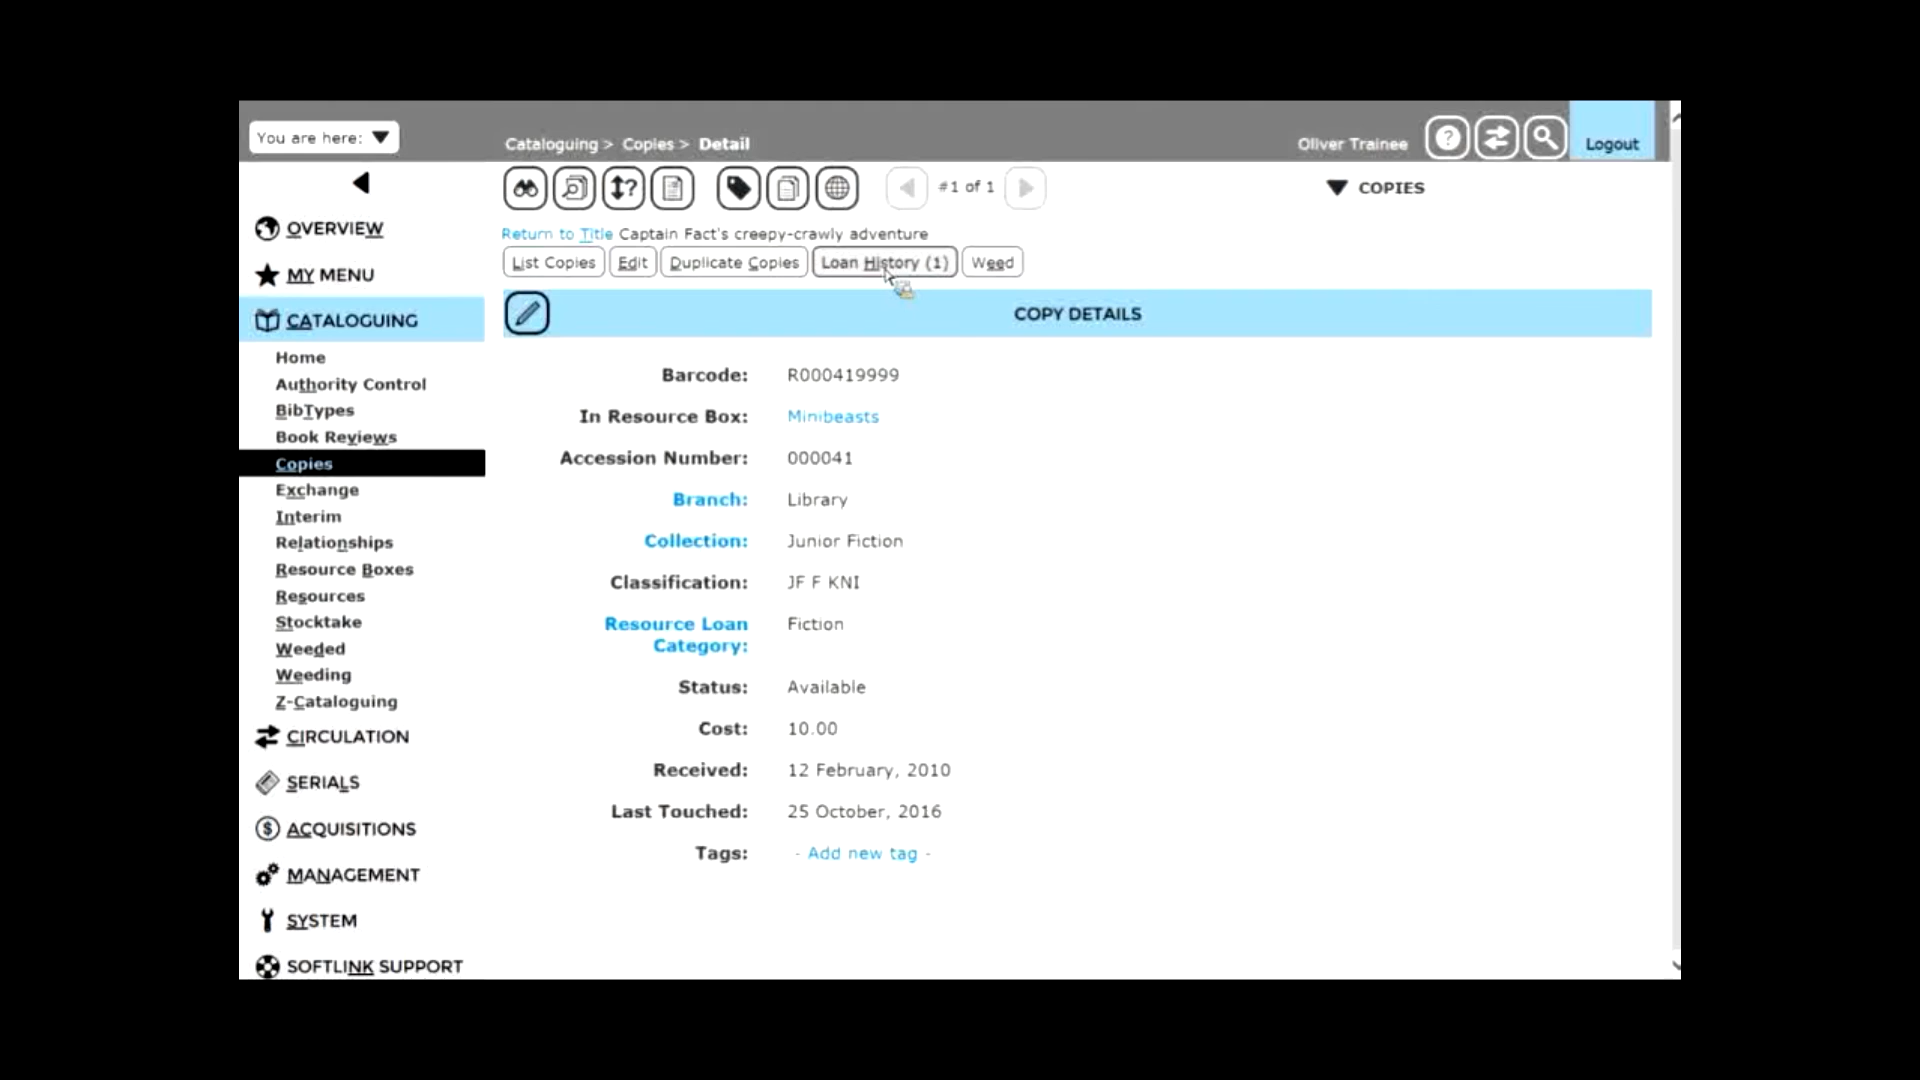 You are here:
Cataloguing > Copies > Detail
Oliver Trainee
Logout
#1 of 1
COPIES
Return to Title Captain Fact's creepy-crawly adventure
List Copies
Edit
Duplicate Copies
Loan History (1)
Weed
COPY DETAILS
OVERVIEW
MY MENU
CATALOGUING
Home
Authority Control
BibTypes
Book Reviews
Copies
Exchange
Interim
Relationships
Resource Boxes
Resources
Stocktake
Weeded
Weeding
Z-Cataloguing
CIRCULATION
SERIALS
ACQUISITIONS
MANAGEMENT
SYSTEM
SOFTLINK SUPPORT
Barcode: R000419999
In Resource Box: Minibeasts
Accession Number: 000041
Branch: Library
Collection: Junior Fiction
Classification: JF F KNI
Resource Loan Fiction
Category:
Status: Available
Cost: 10.00
Received: 12 February, 2010
Last Touched: 25 October, 2016
Tags: - Add new tag -